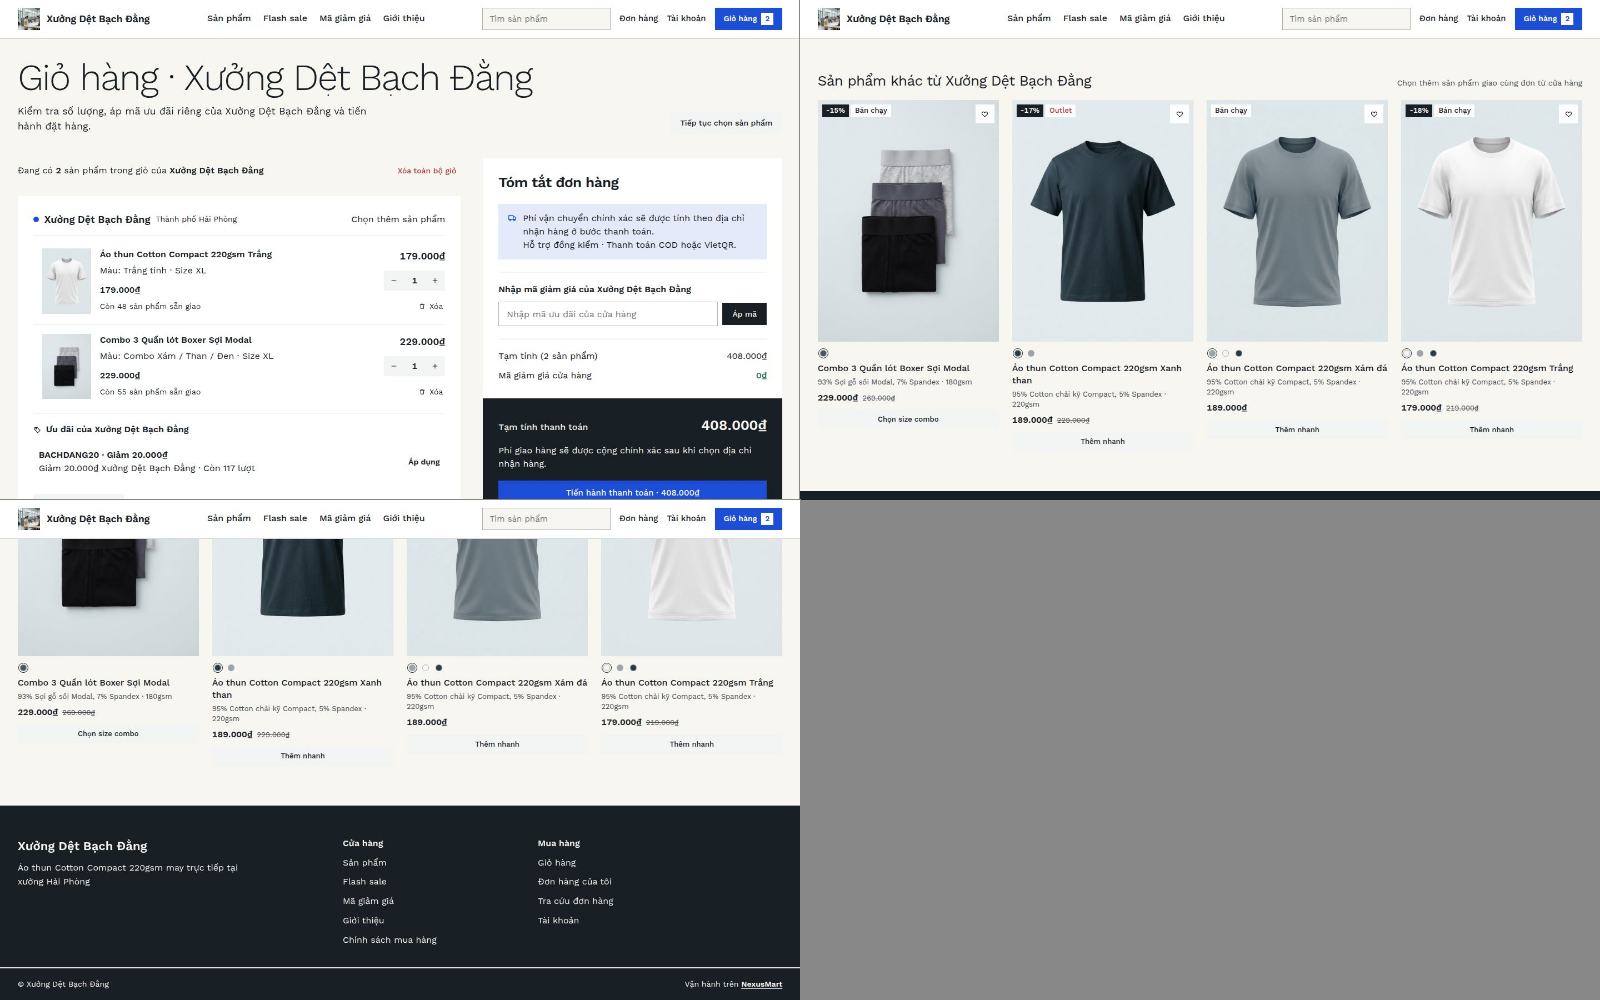 Xưởng Dệt Bạch Đằng
Sản phẩm Flash sale Mã giảm giá Giới thiệu
Tìm sản phẩm
Đơn hàng Tài khoản Giỏ hàng 2
Giỏ hàng · Xưởng Dệt Bạch Đằng
Kiểm tra số lượng, áp mã ưu đãi riêng của Xưởng Dệt Bạch Đằng và tiến
hành đặt hàng.
Tiếp tục chọn sản phẩm
Đang có 2 sản phẩm trong giỏ của Xưởng Dệt Bạch Đằng
Xóa toàn bộ giỏ
Xưởng Dệt Bạch Đằng Thành phố Hải Phòng
Chọn thêm sản phẩm
Áo thun Cotton Compact 220gsm Trắng
179.000₫
Màu: Trắng tinh · Size XL
− 1 +
179.000₫
Còn 48 sản phẩm sẵn giao
Xóa
Combo 3 Quần lót Boxer Sợi Modal
229.000₫
Màu: Combo Xám / Than / Đen · Size XL
− 1 +
229.000₫
Còn 55 sản phẩm sẵn giao
Xóa
Ưu đãi của Xưởng Dệt Bạch Đằng
BACHDANG20 · Giảm 20.000₫
Giảm 20.000₫ Xưởng Dệt Bạch Đằng · Còn 117 lượt
Áp dụng
Tóm tắt đơn hàng
Phí vận chuyển chính xác sẽ được tính theo địa chỉ
nhận hàng ở bước thanh toán.
Hỗ trợ đồng kiểm · Thanh toán COD hoặc VietQR.
Nhập mã giảm giá của Xưởng Dệt Bạch Đằng
Nhập mã ưu đãi của cửa hàng
Áp mã
Tạm tính (2 sản phẩm) 408.000₫
Mã giảm giá cửa hàng 0₫
Tạm tính thanh toán 408.000₫
Phí giao hàng sẽ được cộng chính xác sau khi chọn địa chỉ
nhận hàng.
Tiến hành thanh toán · 408.000₫
Xưởng Dệt Bạch Đằng
Sản phẩm Flash sale Mã giảm giá Giới thiệu
Tìm sản phẩm
Đơn hàng Tài khoản Giỏ hàng 2
Sản phẩm khác từ Xưởng Dệt Bạch Đằng
Chọn thêm sản phẩm giao cùng đơn từ cửa hàng
-15% Bán chạy
-17% Outlet
Bán chạy
-18% Bán chạy
Combo 3 Quần lót Boxer Sợi Modal
93% Sợi gỗ sồi Modal, 7% Spandex · 180gsm
229.000₫ 269.000₫
Chọn size combo
Áo thun Cotton Compact 220gsm Xanh
than
95% Cotton chải kỹ Compact, 5% Spandex ·
220gsm
189.000₫ 229.000₫
Thêm nhanh
Áo thun Cotton Compact 220gsm Xám đá
95% Cotton chải kỹ Compact, 5% Spandex ·
220gsm
189.000₫
Thêm nhanh
Áo thun Cotton Compact 220gsm Trắng
95% Cotton chải kỹ Compact, 5% Spandex ·
220gsm
179.000₫ 219.000₫
Thêm nhanh
Xưởng Dệt Bạch Đằng
Sản phẩm Flash sale Mã giảm giá Giới thiệu
Tìm sản phẩm
Đơn hàng Tài khoản Giỏ hàng 2
Combo 3 Quần lót Boxer Sợi Modal
93% Sợi gỗ sồi Modal, 7% Spandex · 180gsm
229.000₫ 269.000₫
Chọn size combo
Áo thun Cotton Compact 220gsm Xanh
than
95% Cotton chải kỹ Compact, 5% Spandex ·
220gsm
189.000₫ 229.000₫
Thêm nhanh
Áo thun Cotton Compact 220gsm Xám đá
95% Cotton chải kỹ Compact, 5% Spandex ·
220gsm
189.000₫
Thêm nhanh
Áo thun Cotton Compact 220gsm Trắng
95% Cotton chải kỹ Compact, 5% Spandex ·
220gsm
179.000₫ 219.000₫
Thêm nhanh
Xưởng Dệt Bạch Đằng
Áo thun Cotton Compact 220gsm may trực tiếp tại
xưởng Hải Phòng
Cửa hàng
Sản phẩm
Flash sale
Mã giảm giá
Giới thiệu
Chính sách mua hàng
Mua hàng
Giỏ hàng
Đơn hàng của tôi
Tra cứu đơn hàng
Tài khoản
© Xưởng Dệt Bạch Đằng
Vận hành trên NexusMart